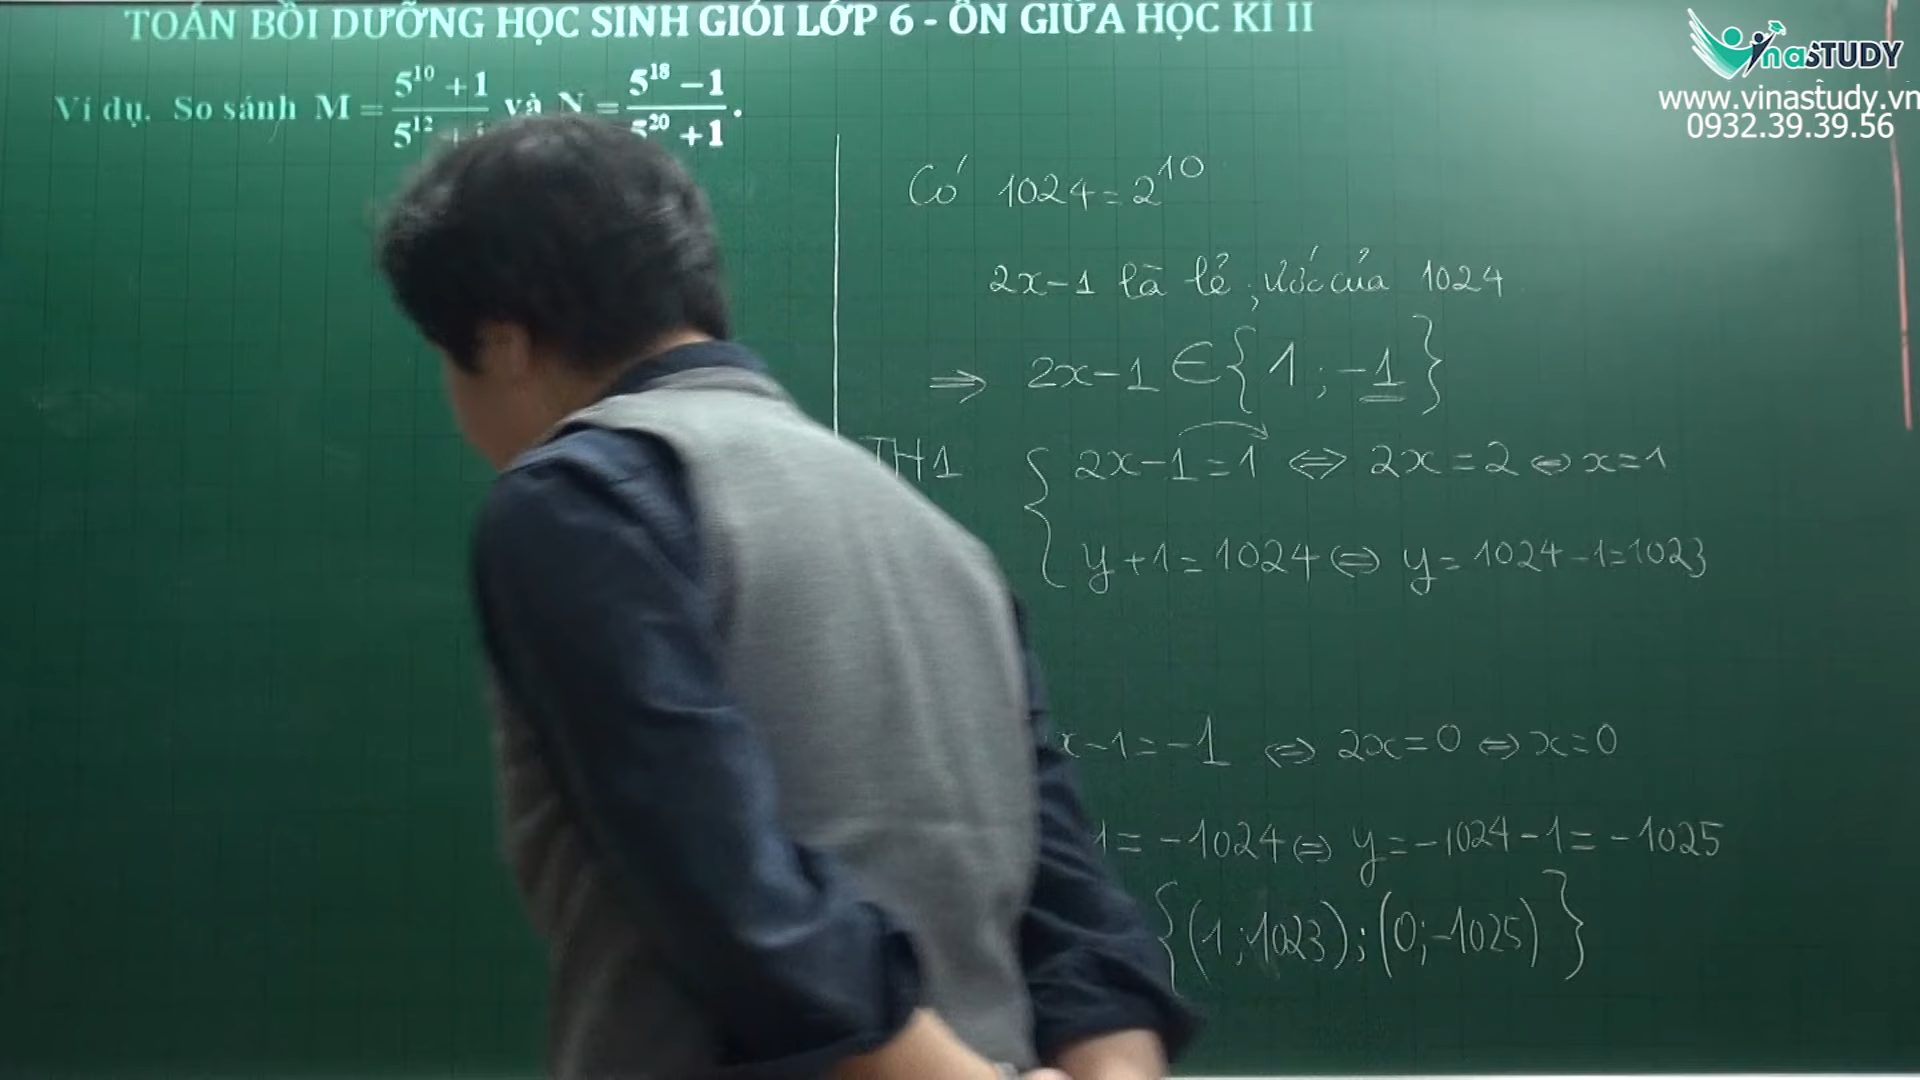 TOÁN BỒI DƯỠNG HỌC SINH GIỎI LỚP 6 - ÔN GIỮA HỌC KÌ II
VinaSTUDY
www.vinastudy.vn
0932.39.39.56
Ví dụ. So sánh M = (5^10 + 1)/(5^12 + và N = (5^18 − 1)/(5^20 + 1).
Có 1024 = 2^10
2x−1 là lẻ ; ước của 1024
⇒ 2x−1 ∈ {1 ; −1}
TH1 { 2x−1 = 1 ⇔ 2x = 2 ⇔ x = 1
y + 1 = 1024 ⇔ y = 1024 − 1 = 1023
x−1 = −1 ⇔ 2x = 0 ⇔ x = 0
1 = −1024 ⇔ y = −1024 − 1 = −1025
{(1 ; 1023) ; (0 ; −1025)}